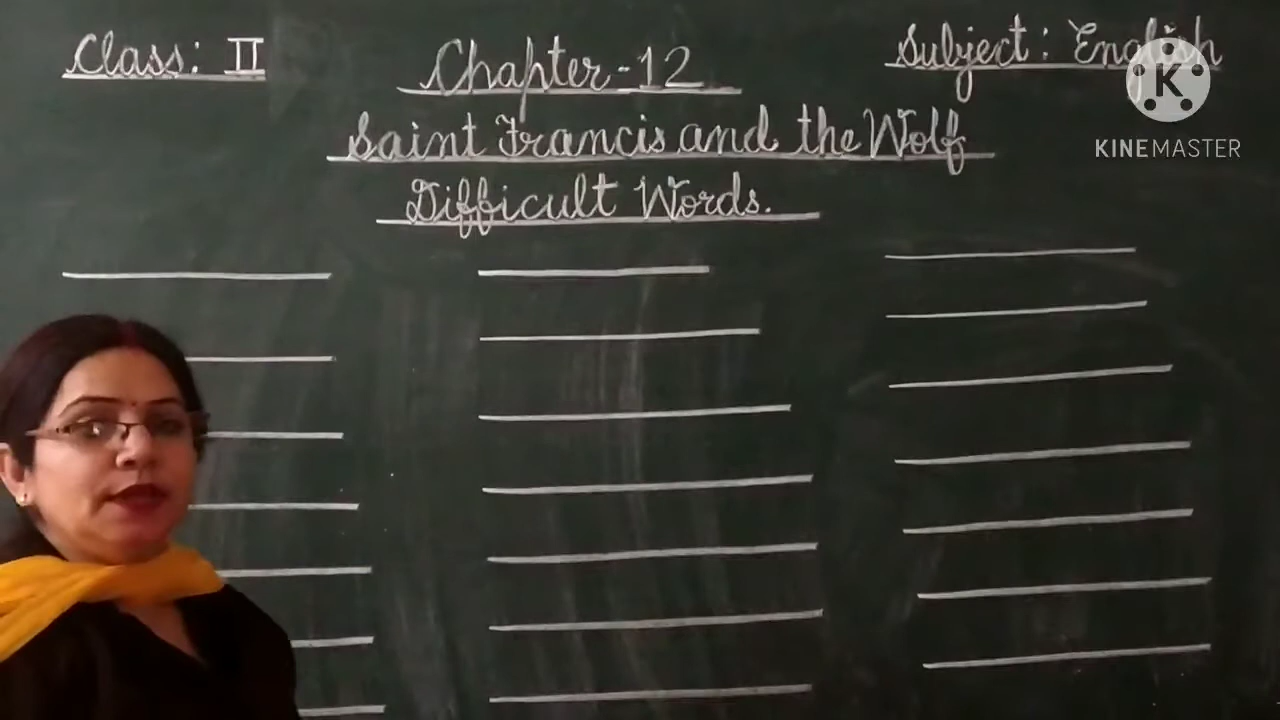 Class: II
Chapter-12
Subject: English
Saint Francis and the Wolf
Difficult Words.
K
KINEMASTER